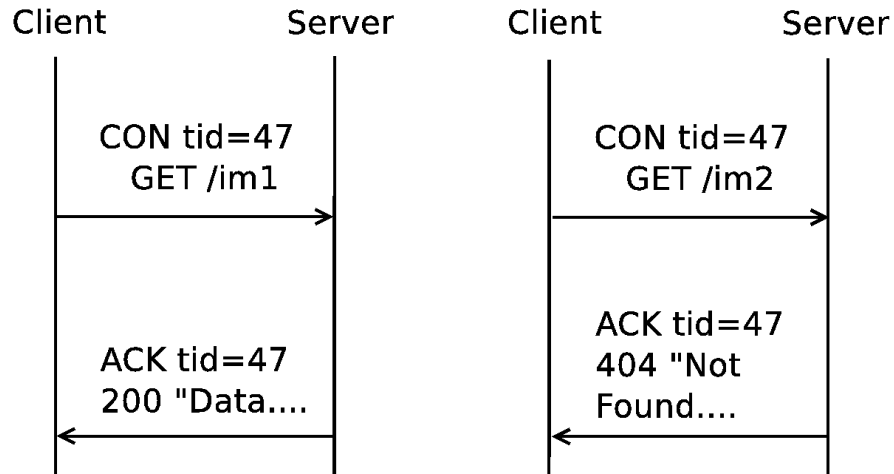 Client Server
CON tid=47
GET /im1
ACK tid=47
200 "Data....
Client Server
CON tid=47
GET /im2
ACK tid=47
404 "Not
Found....